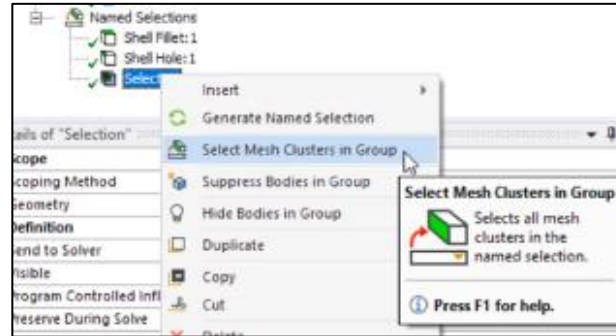 Named Selections
Shell Fillet: 1
Shell Hole: 1
Select
Insert
Generate Named Selection
Select Mesh Clusters in Group
Suppress Bodies in Group
Hide Bodies in Group
Duplicate
Copy
Cut
Delete
ails of "Selection"
cope
coping Method
Geometry
Definition
end to Solver
isible
rogram Controlled Infl
reserve During Solve
Select Mesh Clusters in Group
Selects all mesh
clusters in the
named selection.
Press F1 for help.